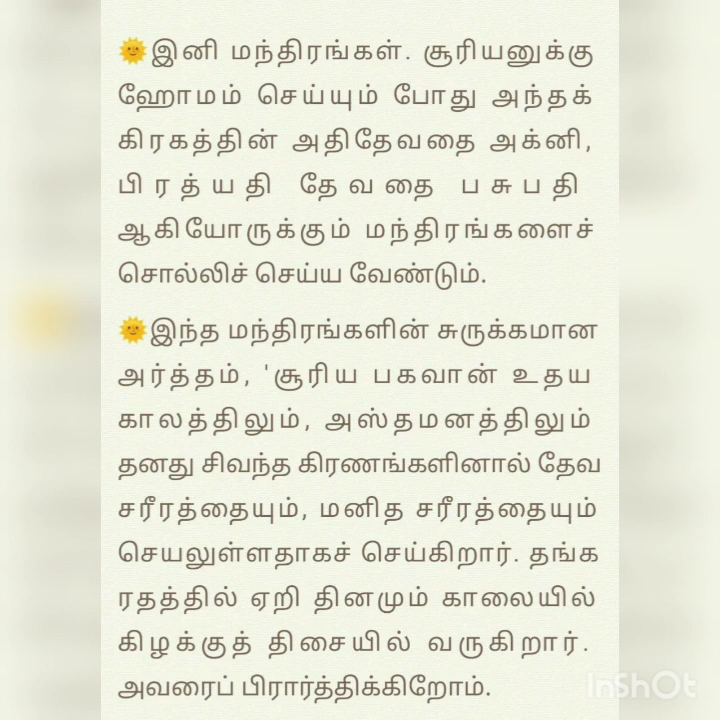 🌞இனி மந்திரங்கள். சூரியனுக்கு
ஹோமம் செய்யும் போது அந்தக்
கிரகத்தின் அதிதேவதை அக்னி,
பிரத்யதி தேவதை பசுபதி
ஆகியோருக்கும் மந்திரங்களைச்
சொல்லிச் செய்ய வேண்டும்.
🌞இந்த மந்திரங்களின் சுருக்கமான
அர்த்தம், 'சூரிய பகவான் உதய
காலத்திலும், அஸ்தமனத்திலும்
தனது சிவந்த கிரணங்களினால் தேவ
சரீரத்தையும், மனித சரீரத்தையும்
செயலுள்ளதாகச் செய்கிறார். தங்க
ரதத்தில் ஏறி தினமும் காலையில்
கிழக்குத் திசையில் வருகிறார்.
அவரைப் பிரார்த்திக்கிறோம்.
InShOt